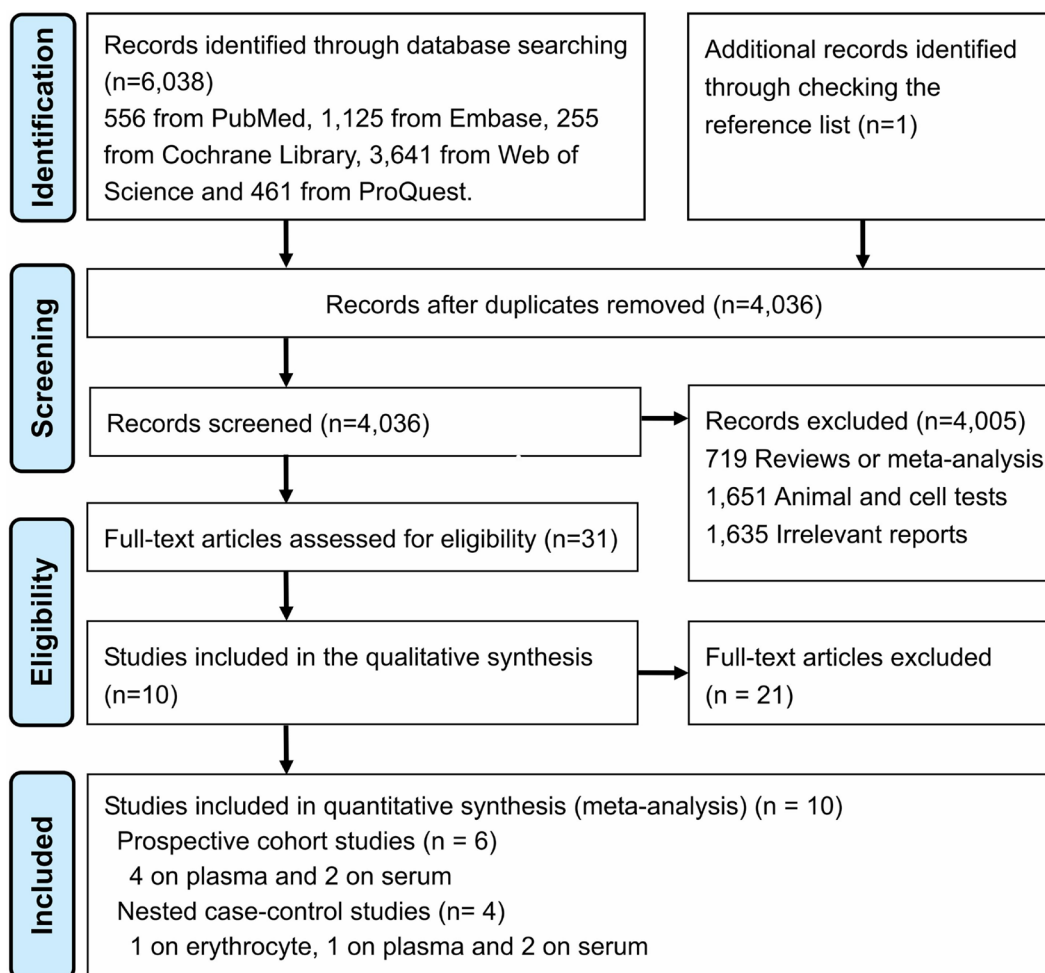 Identification
Records identified through database searching
(n=6,038)
556 from PubMed, 1,125 from Embase, 255
from Cochrane Library, 3,641 from Web of
Science and 461 from ProQuest.
Additional records identified
through checking the
reference list (n=1)
Screening
Records after duplicates removed (n=4,036)
Records screened (n=4,036)
Records excluded (n=4,005)
719 Reviews or meta-analysis
1,651 Animal and cell tests
1,635 Irrelevant reports
Eligibility
Full-text articles assessed for eligibility (n=31)
Studies included in the qualitative synthesis
(n=10)
Full-text articles excluded
(n = 21)
Included
Studies included in quantitative synthesis (meta-analysis) (n = 10)
Prospective cohort studies (n = 6)
4 on plasma and 2 on serum
Nested case-control studies (n= 4)
1 on erythrocyte, 1 on plasma and 2 on serum